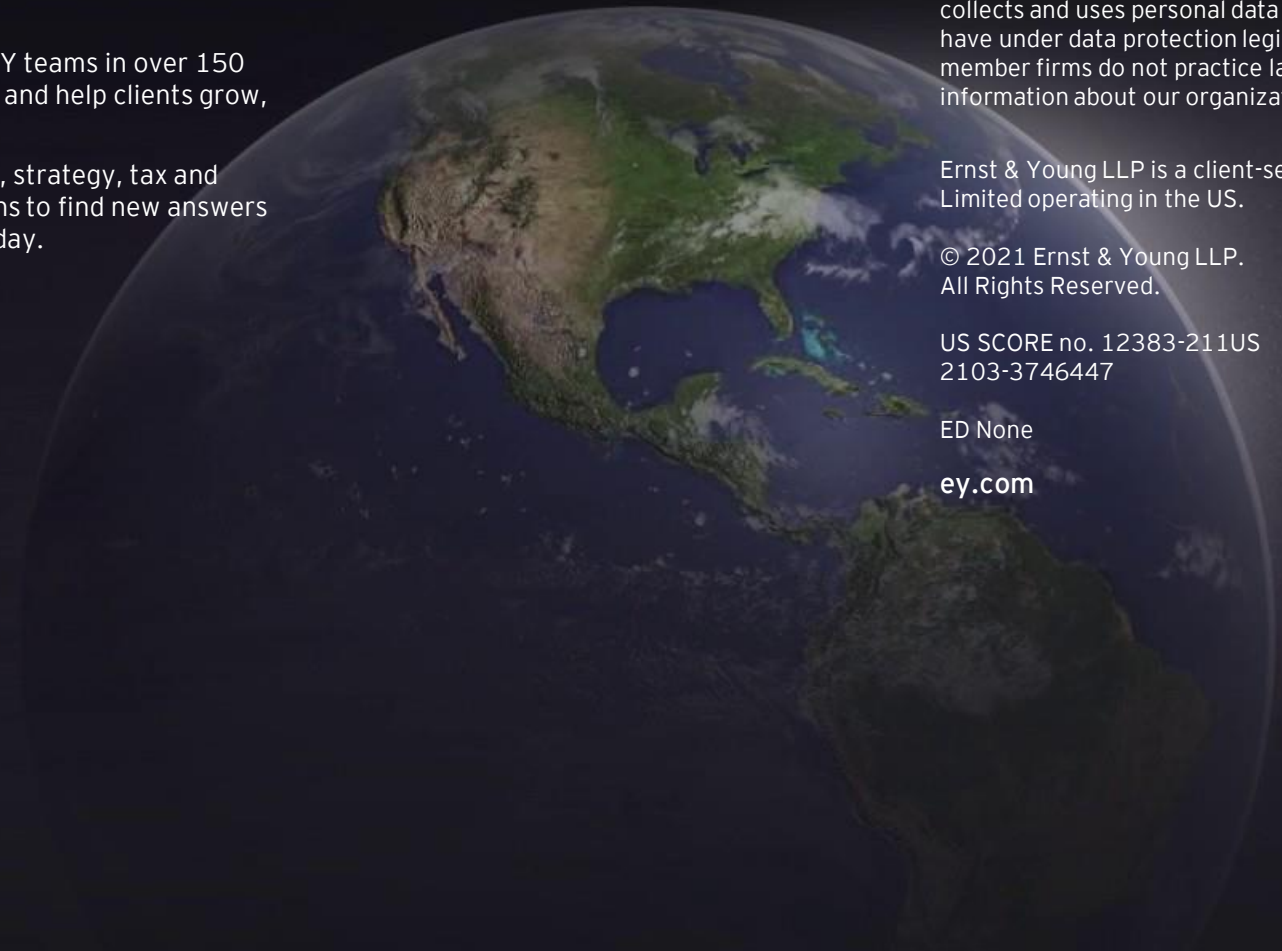 Y teams in over 150
and help clients grow,
, strategy, tax and
ns to find new answers
day.
collects and uses personal data
have under data protection legi
member firms do not practice la
information about our organizat
Ernst & Young LLP is a client-se
Limited operating in the US.
© 2021 Ernst & Young LLP.
All Rights Reserved.
US SCORE no. 12383-211US
2103-3746447
ED None
ey.com